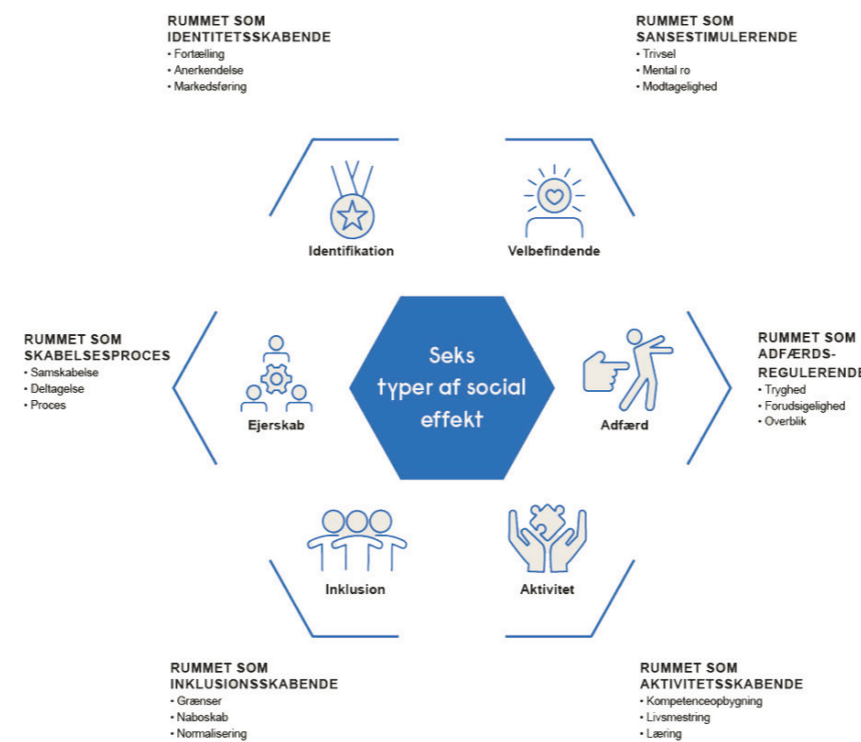 RUMMET SOM
IDENTITETSSKABENDE
• Fortælling
• Anerkendelse
• Markedsføring
RUMMET SOM
SANSESTIMULERENDE
• Trivsel
• Mental ro
• Modtagelighed
Identifikation
Velbefindende
RUMMET SOM
SKABELSESPROCES
• Samskabelse
• Deltagelse
• Proces
Ejerskab
Seks
typer af social
effekt
Adfærd
RUMMET SOM
ADFÆRDS-
REGULERENDE
• Tryghed
• Forudsigelighed
• Overblik
Inklusion
Aktivitet
RUMMET SOM
INKLUSIONSSKABENDE
• Grænser
• Naboskab
• Normalisering
RUMMET SOM
AKTIVITETSSKABENDE
• Kompetenceopbygning
• Livsmestring
• Læring